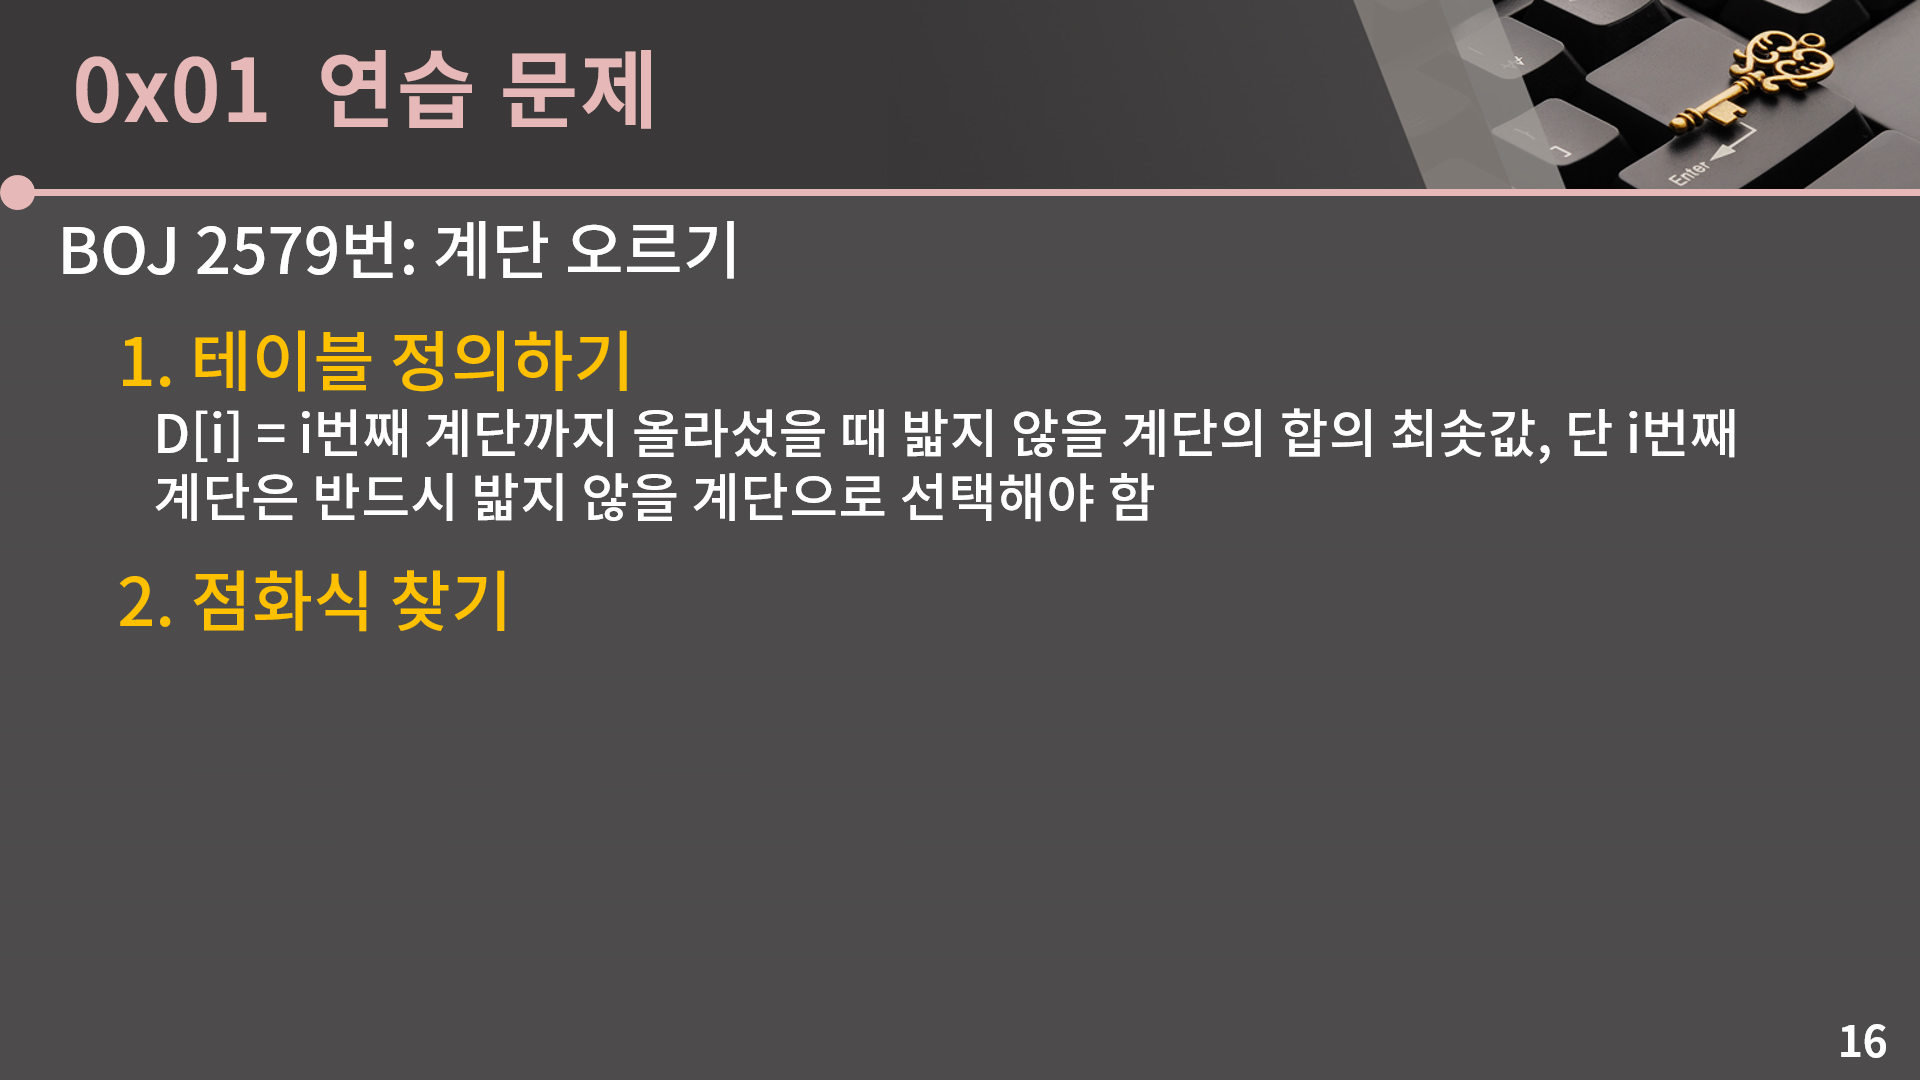 0x01 연습 문제
BOJ 2579번: 계단 오르기
1. 테이블 정의하기
D[i] = i번째 계단까지 올라섰을 때 밟지 않을 계단의 합의 최솟값, 단 i번째
계단은 반드시 밟지 않을 계단으로 선택해야 함
2. 점화식 찾기
Enter
16